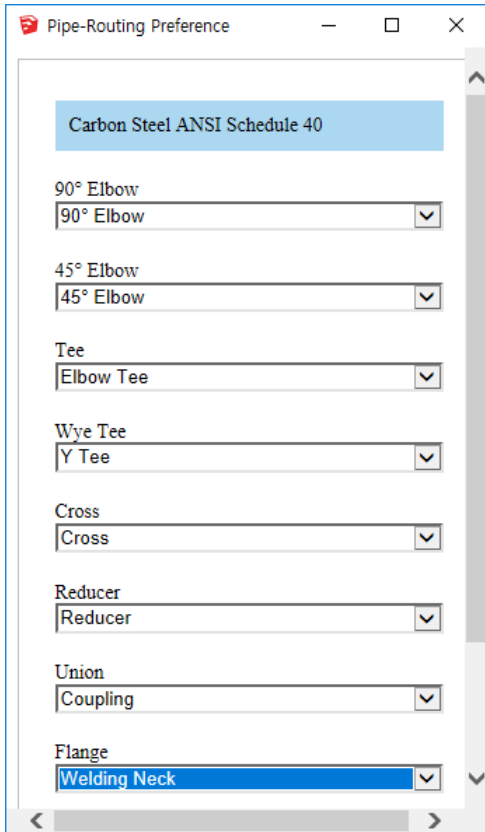 Pipe-Routing Preference
Carbon Steel ANSI Schedule 40
90° Elbow
90° Elbow
45° Elbow
45° Elbow
Tee
Elbow Tee
Wye Tee
Y Tee
Cross
Cross
Reducer
Reducer
Union
Coupling
Flange
Welding Neck